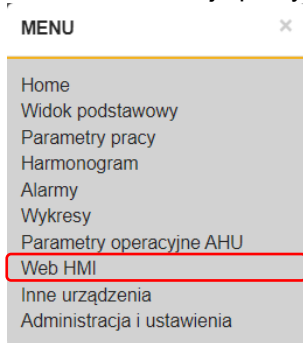 MENU ×
Home
Widok podstawowy
Parametry pracy
Harmonogram
Alarmy
Wykresy
Parametry operacyjne AHU
Web HMI
Inne urządzenia
Administracja i ustawienia